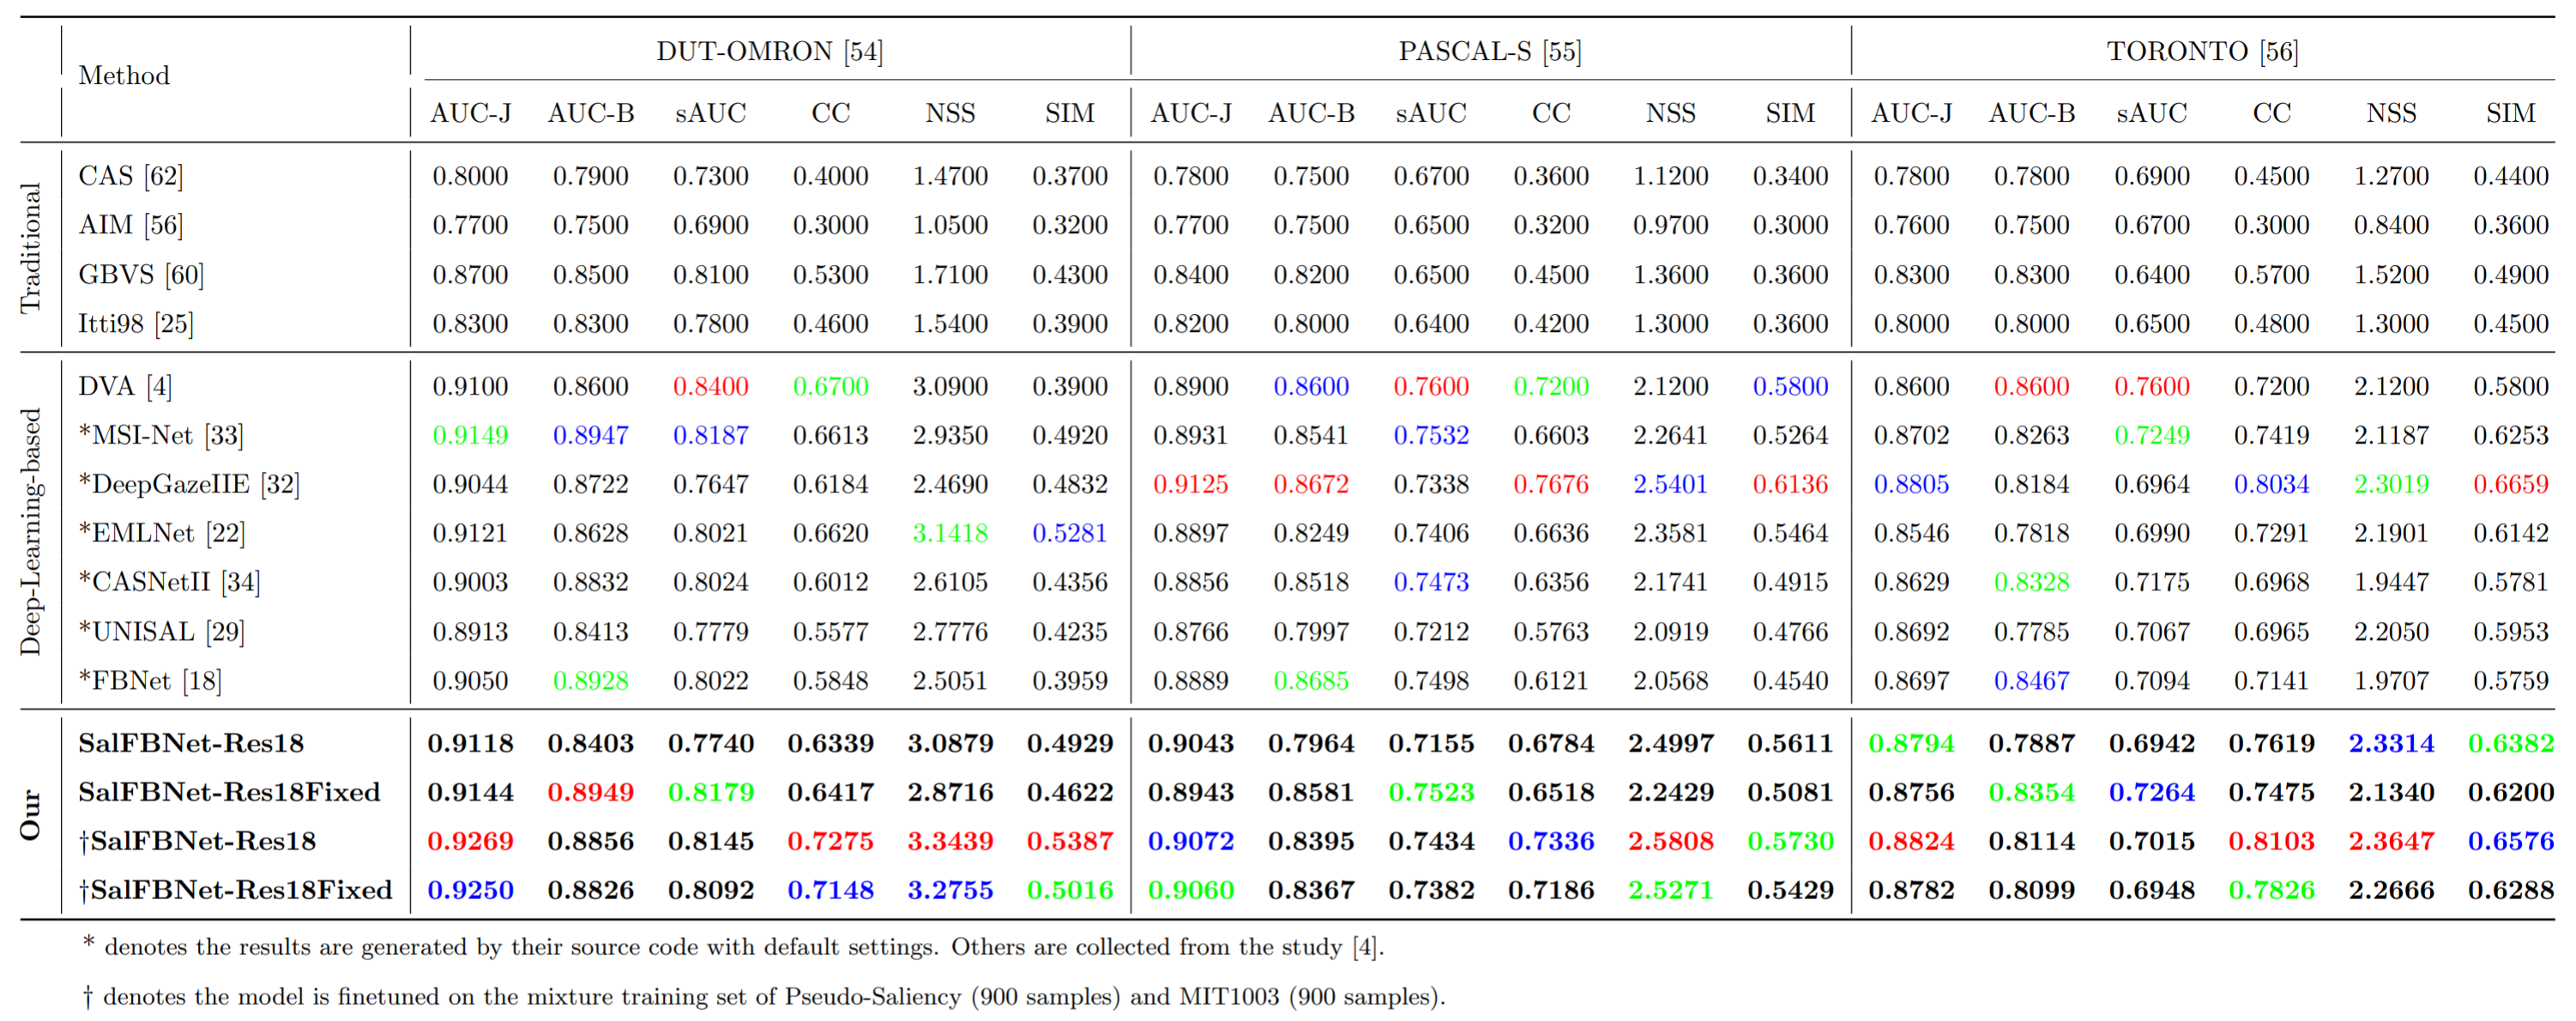 DUT-OMRON [54] PASCAL-S [55] TORONTO [56]
Method
AUC-J AUC-B sAUC CC NSS SIM AUC-J AUC-B sAUC CC NSS SIM AUC-J AUC-B sAUC CC NSS SIM
Traditional
CAS [62] 0.8000 0.7900 0.7300 0.4000 1.4700 0.3700 0.7800 0.7500 0.6700 0.3600 1.1200 0.3400 0.7800 0.7800 0.6900 0.4500 1.2700 0.4400
AIM [56] 0.7700 0.7500 0.6900 0.3000 1.0500 0.3200 0.7700 0.7500 0.6500 0.3200 0.9700 0.3000 0.7600 0.7500 0.6700 0.3000 0.8400 0.3600
GBVS [60] 0.8700 0.8500 0.8100 0.5300 1.7100 0.4300 0.8400 0.8200 0.6500 0.4500 1.3600 0.3600 0.8300 0.8300 0.6400 0.5700 1.5200 0.4900
Itti98 [25] 0.8300 0.8300 0.7800 0.4600 1.5400 0.3900 0.8200 0.8000 0.6400 0.4200 1.3000 0.3600 0.8000 0.8000 0.6500 0.4800 1.3000 0.4500
Deep-Learning-based
DVA [4] 0.9100 0.8600 0.8400 0.6700 3.0900 0.3900 0.8900 0.8600 0.7600 0.7200 2.1200 0.5800 0.8600 0.8600 0.7600 0.7200 2.1200 0.5800
*MSI-Net [33] 0.9149 0.8947 0.8187 0.6613 2.9350 0.4920 0.8931 0.8541 0.7532 0.6603 2.2641 0.5264 0.8702 0.8263 0.7249 0.7419 2.1187 0.6253
*DeepGazeIIE [32] 0.9044 0.8722 0.7647 0.6184 2.4690 0.4832 0.9125 0.8672 0.7338 0.7676 2.5401 0.6136 0.8805 0.8184 0.6964 0.8034 2.3019 0.6659
*EMLNet [22] 0.9121 0.8628 0.8021 0.6620 3.1418 0.5281 0.8897 0.8249 0.7406 0.6636 2.3581 0.5464 0.8546 0.7818 0.6990 0.7291 2.1901 0.6142
*CASNetII [34] 0.9003 0.8832 0.8024 0.6012 2.6105 0.4356 0.8856 0.8518 0.7473 0.6356 2.1741 0.4915 0.8629 0.8328 0.7175 0.6968 1.9447 0.5781
*UNISAL [29] 0.8913 0.8413 0.7779 0.5577 2.7776 0.4235 0.8766 0.7997 0.7212 0.5763 2.0919 0.4766 0.8692 0.7785 0.7067 0.6965 2.2050 0.5953
*FBNet [18] 0.9050 0.8928 0.8022 0.5848 2.5051 0.3959 0.8889 0.8685 0.7498 0.6121 2.0568 0.4540 0.8697 0.8467 0.7094 0.7141 1.9707 0.5759
Our
SalFBNet-Res18 0.9118 0.8403 0.7740 0.6339 3.0879 0.4929 0.9043 0.7964 0.7155 0.6784 2.4997 0.5611 0.8794 0.7887 0.6942 0.7619 2.3314 0.6382
SalFBNet-Res18Fixed 0.9144 0.8949 0.8179 0.6417 2.8716 0.4622 0.8943 0.8581 0.7523 0.6518 2.2429 0.5081 0.8756 0.8354 0.7264 0.7475 2.1340 0.6200
†SalFBNet-Res18 0.9269 0.8856 0.8145 0.7275 3.3439 0.5387 0.9072 0.8395 0.7434 0.7336 2.5808 0.5730 0.8824 0.8114 0.7015 0.8103 2.3647 0.6576
†SalFBNet-Res18Fixed 0.9250 0.8826 0.8092 0.7148 3.2755 0.5016 0.9060 0.8367 0.7382 0.7186 2.5271 0.5429 0.8782 0.8099 0.6948 0.7826 2.2666 0.6288
* denotes the results are generated by their source code with default settings. Others are collected from the study [4].
† denotes the model is finetuned on the mixture training set of Pseudo-Saliency (900 samples) and MIT1003 (900 samples).